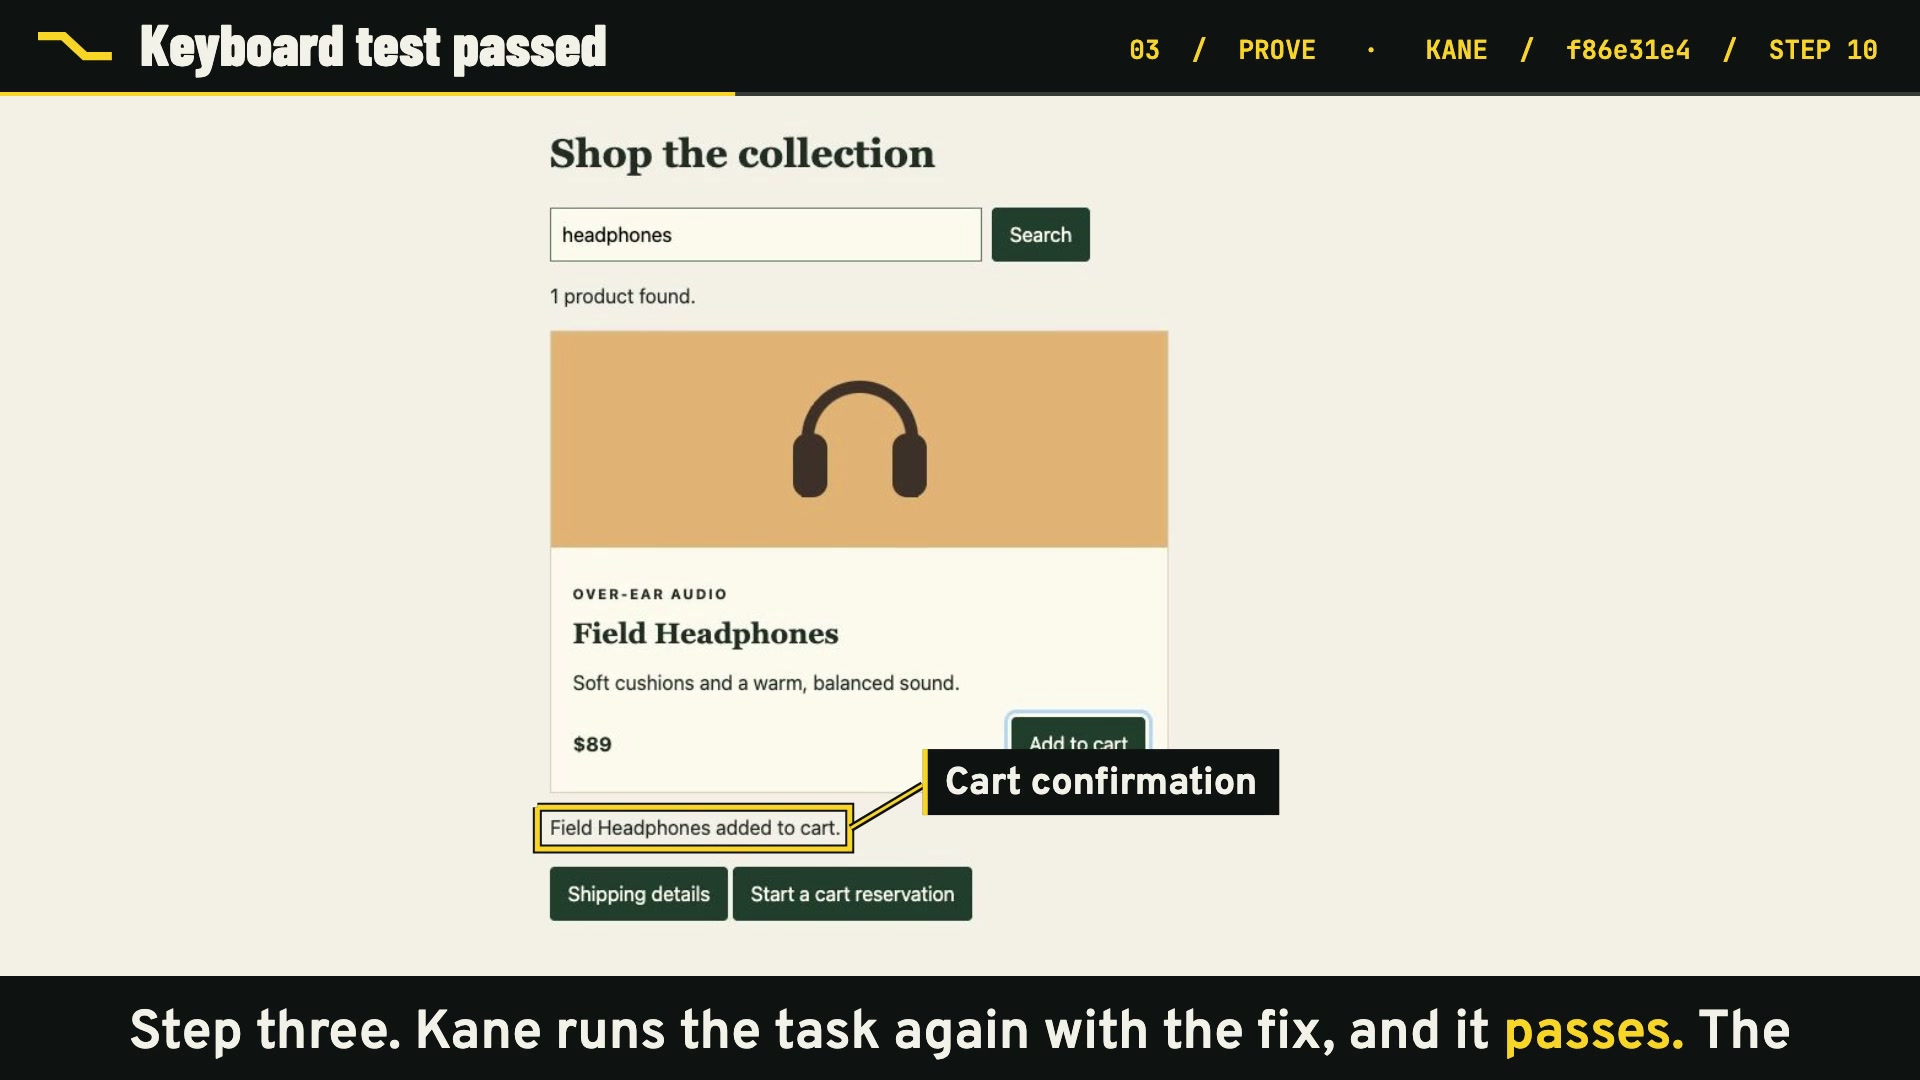 Keyboard test passed
03 / PROVE · KANE / f86e31e4 / STEP 10
Shop the collection
headphones
Search
1 product found.
OVER-EAR AUDIO
Field Headphones
Soft cushions and a warm, balanced sound.
$89
Add to cart
Cart confirmation
Field Headphones added to cart.
Shipping details
Start a cart reservation
Step three. Kane runs the task again with the fix, and it passes. The